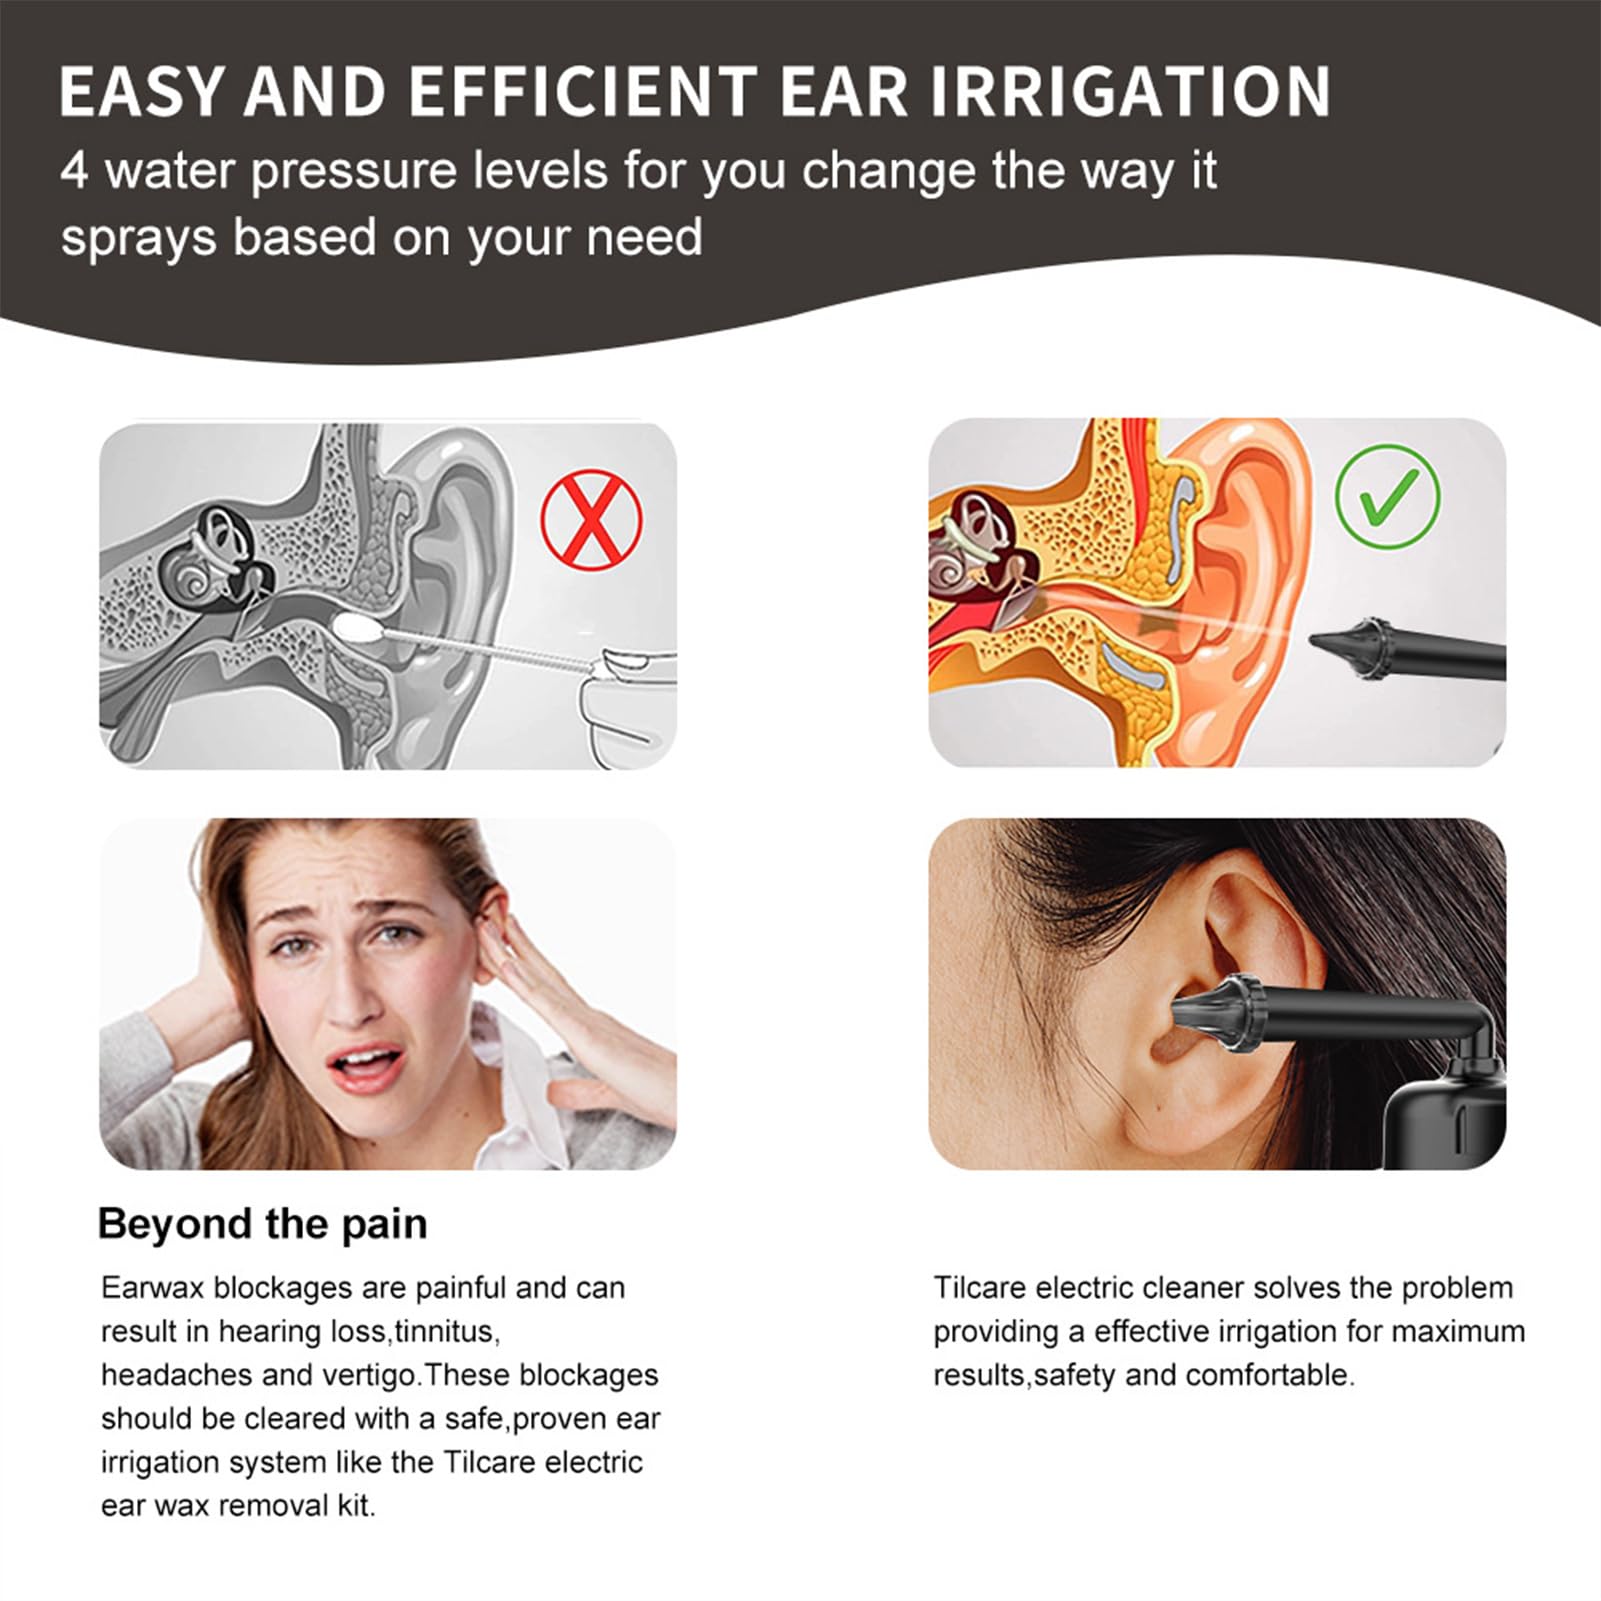 EASY AND EFFICIENT EAR IRRIGATION
4 water pressure levels for you change the way it
sprays based on your need
Beyond the pain
Earwax blockages are painful and can
result in hearing loss,tinnitus,
headaches and vertigo.These blockages
should be cleared with a safe,proven ear
irrigation system like the Tilcare electric
ear wax removal kit.
Tilcare electric cleaner solves the problem
providing a effective irrigation for maximum
results,safety and comfortable.